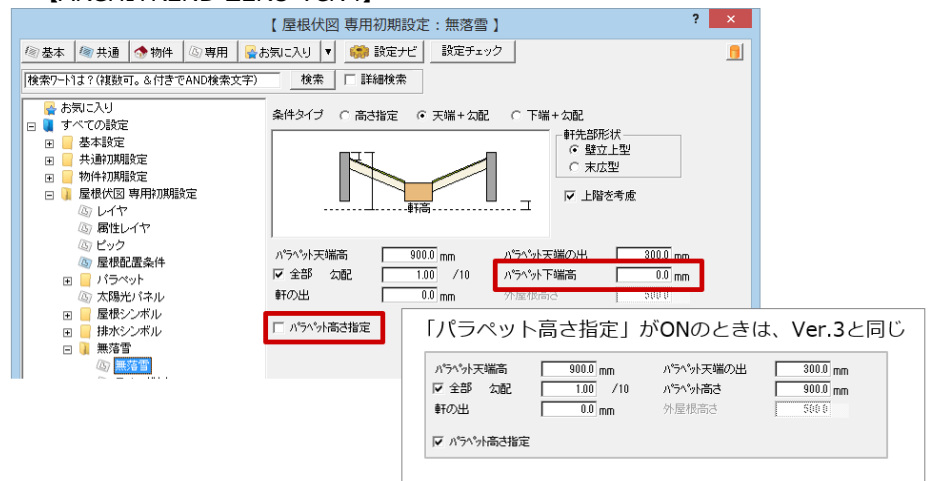 【 屋根伏図 専用初期設定：無落雪 】 ? ×
基本 共通 物件 専用 お気に入り ▼ 設定ナビ 設定チェック
検索ワードは？(複数可。＆付きでAND検索文字) 検索 詳細検索
お気に入り
すべての設定
基本設定
共通初期設定
物件初期設定
屋根伏図 専用初期設定
レイヤ
属性レイヤ
ピック
屋根配置条件
パラペット
太陽光パネル
屋根シンボル
排水シンボル
無落雪
無落雪
条件タイプ 高さ指定 天端＋勾配 下端＋勾配
軒先部形状
壁立上型
末広型
上階を考慮
軒高
パラペット天端高 900.0 mm パラペット天端の出 300.0 mm
全部 勾配 1.00 /10 パラペット下端高 0.0 mm
軒の出 0.0 mm 外屋根高さ 500.0
パラペット高さ指定
「パラペット高さ指定」がONのときは、Ver.3と同じ
パラペット天端高 900.0 mm パラペット天端の出 300.0 mm
全部 勾配 1.00 /10 パラペット高さ 900.0 mm
軒の出 0.0 mm 外屋根高さ 500.0
パラペット高さ指定